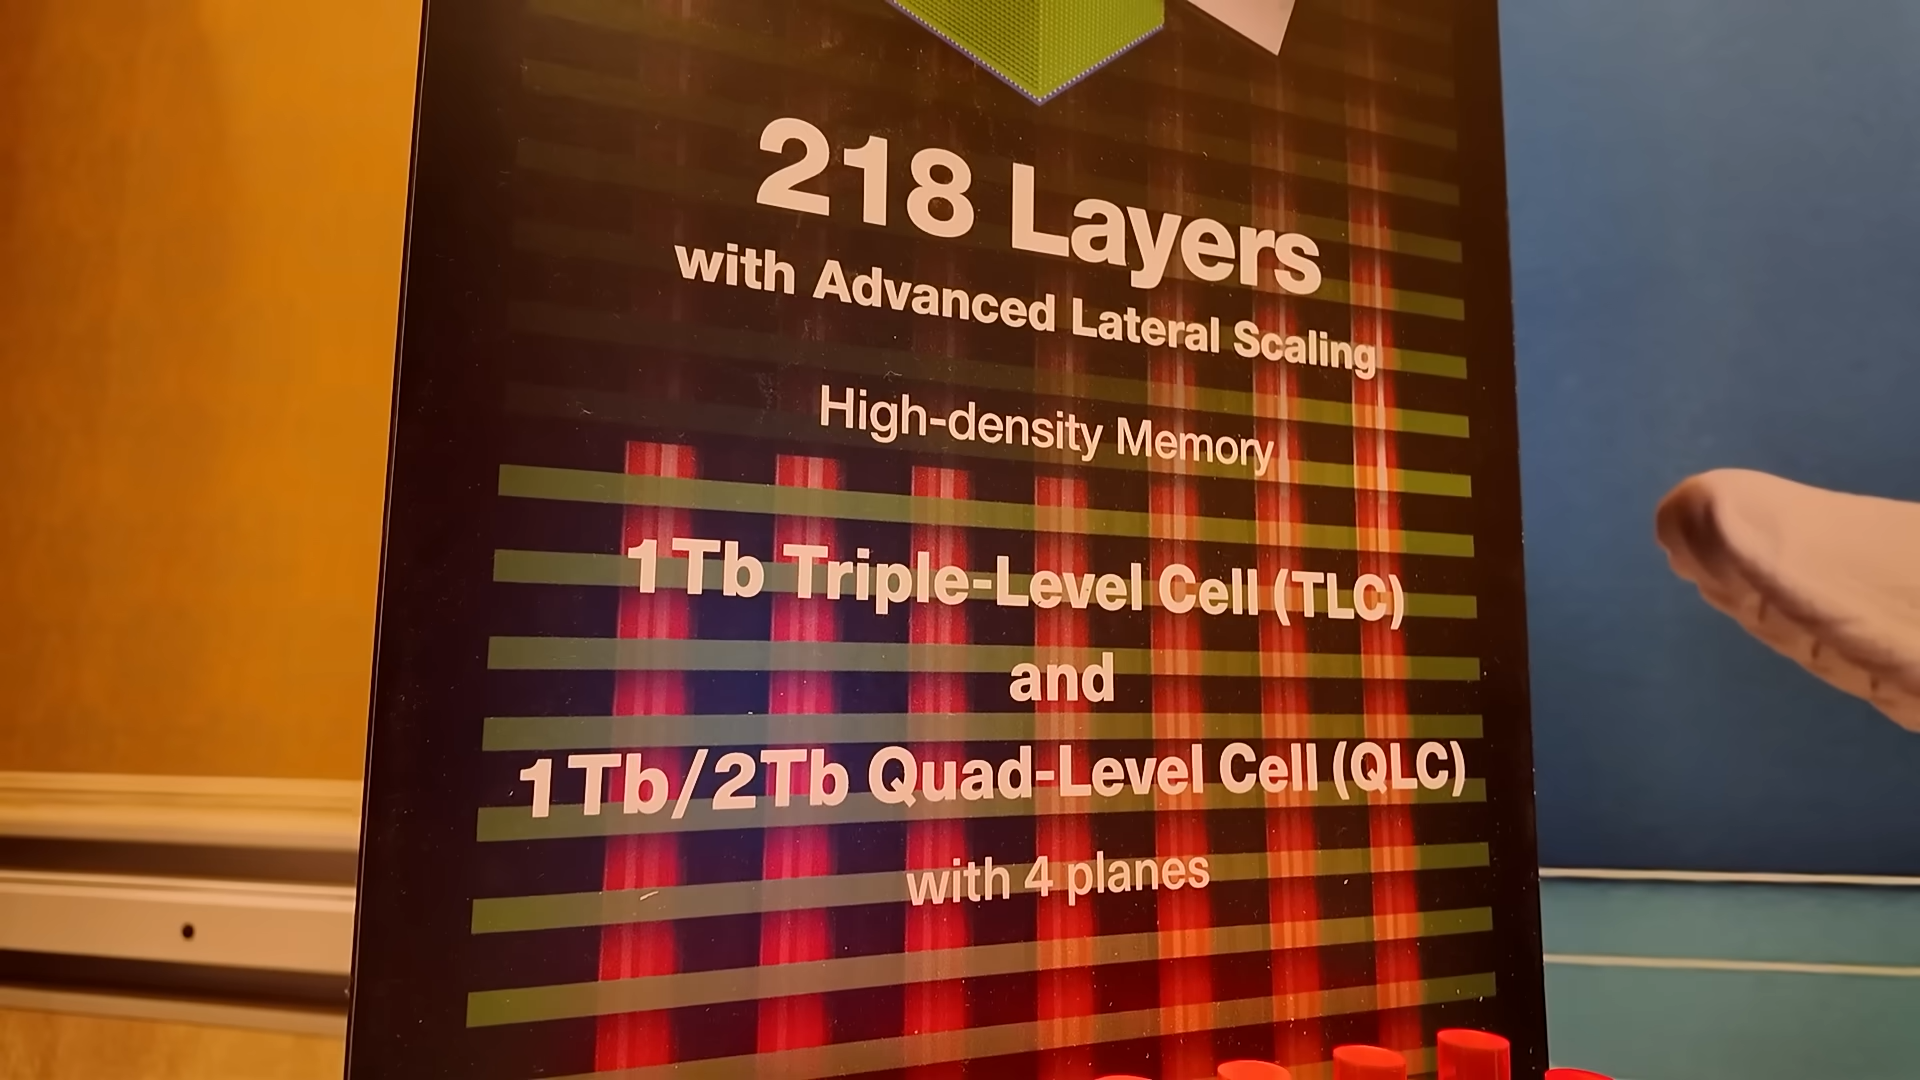 218 Layers
with Advanced Lateral Scaling
High-density Memory
1Tb Triple-Level Cell (TLC)
and
1Tb/2Tb Quad-Level Cell (QLC)
with 4 planes